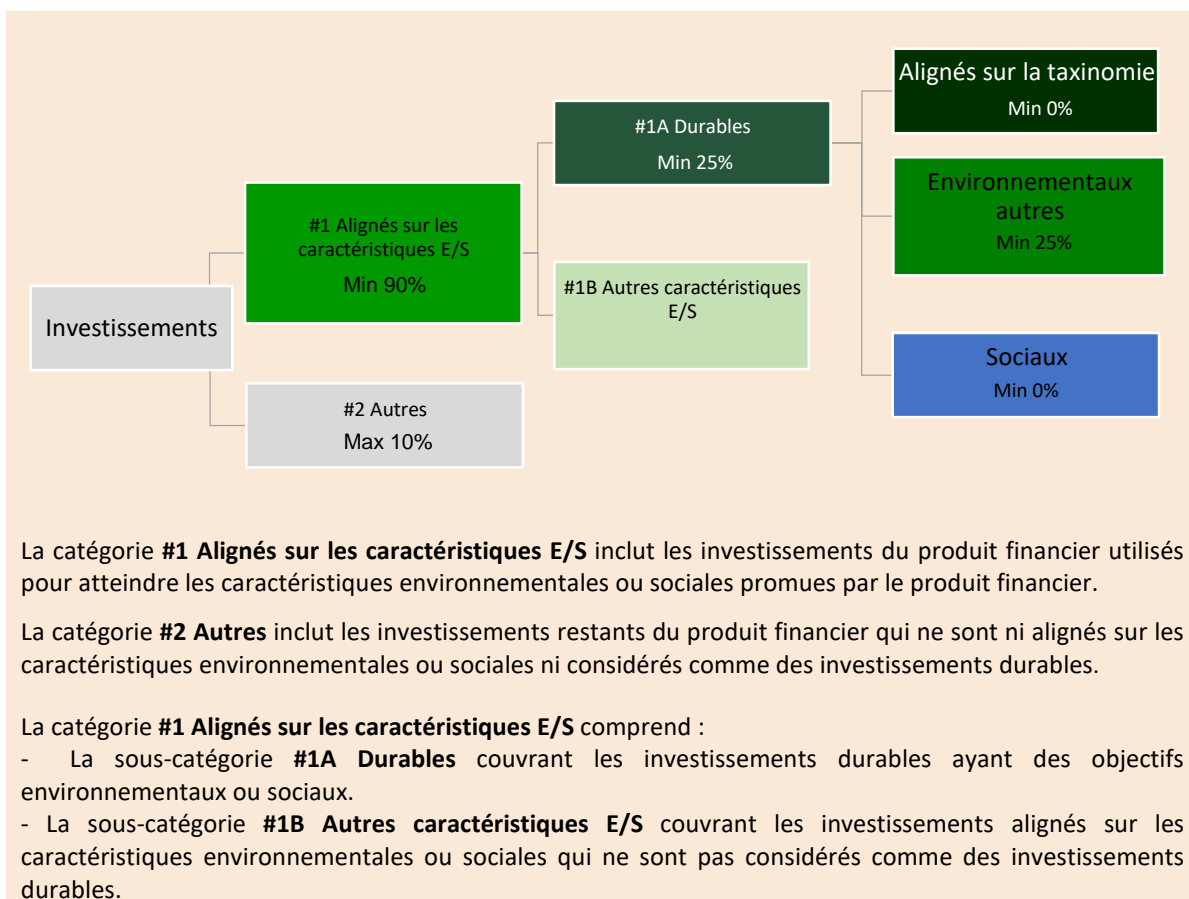 Investissements
#1 Alignés sur les
caractéristiques E/S
Min 90%
#2 Autres
Max 10%
#1A Durables
Min 25%
#1B Autres caractéristiques
E/S
Alignés sur la taxinomie
Min 0%
Environnementaux
autres
Min 25%
Sociaux
Min 0%
La catégorie #1 Alignés sur les caractéristiques E/S inclut les investissements du produit financier utilisés
pour atteindre les caractéristiques environnementales ou sociales promues par le produit financier.
La catégorie #2 Autres inclut les investissements restants du produit financier qui ne sont ni alignés sur les
caractéristiques environnementales ou sociales ni considérés comme des investissements durables.
La catégorie #1 Alignés sur les caractéristiques E/S comprend :
- La sous-catégorie #1A Durables couvrant les investissements durables ayant des objectifs
environnementaux ou sociaux.
- La sous-catégorie #1B Autres caractéristiques E/S couvrant les investissements alignés sur les
caractéristiques environnementales ou sociales qui ne sont pas considérés comme des investissements
durables.